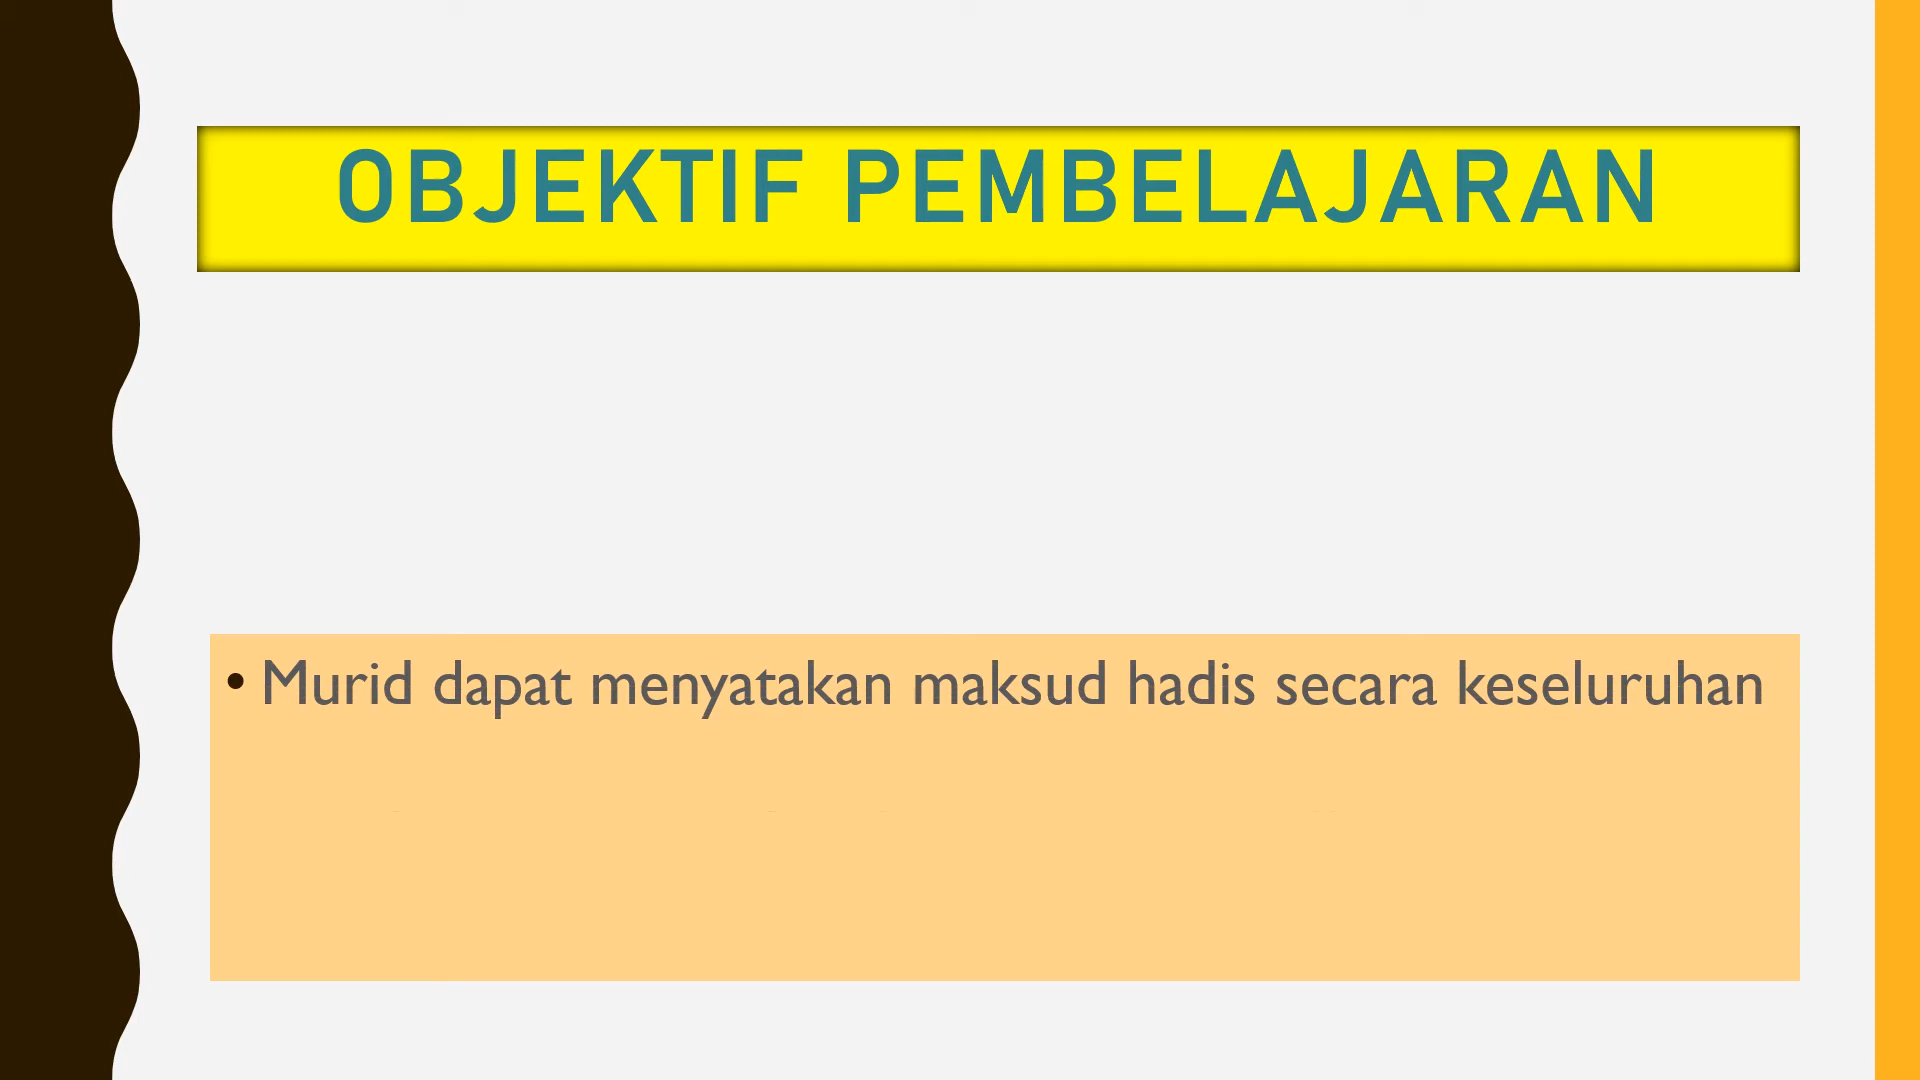 OBJEKTIF PEMBELAJARAN
• Murid dapat menyatakan maksud hadis secara keseluruhan